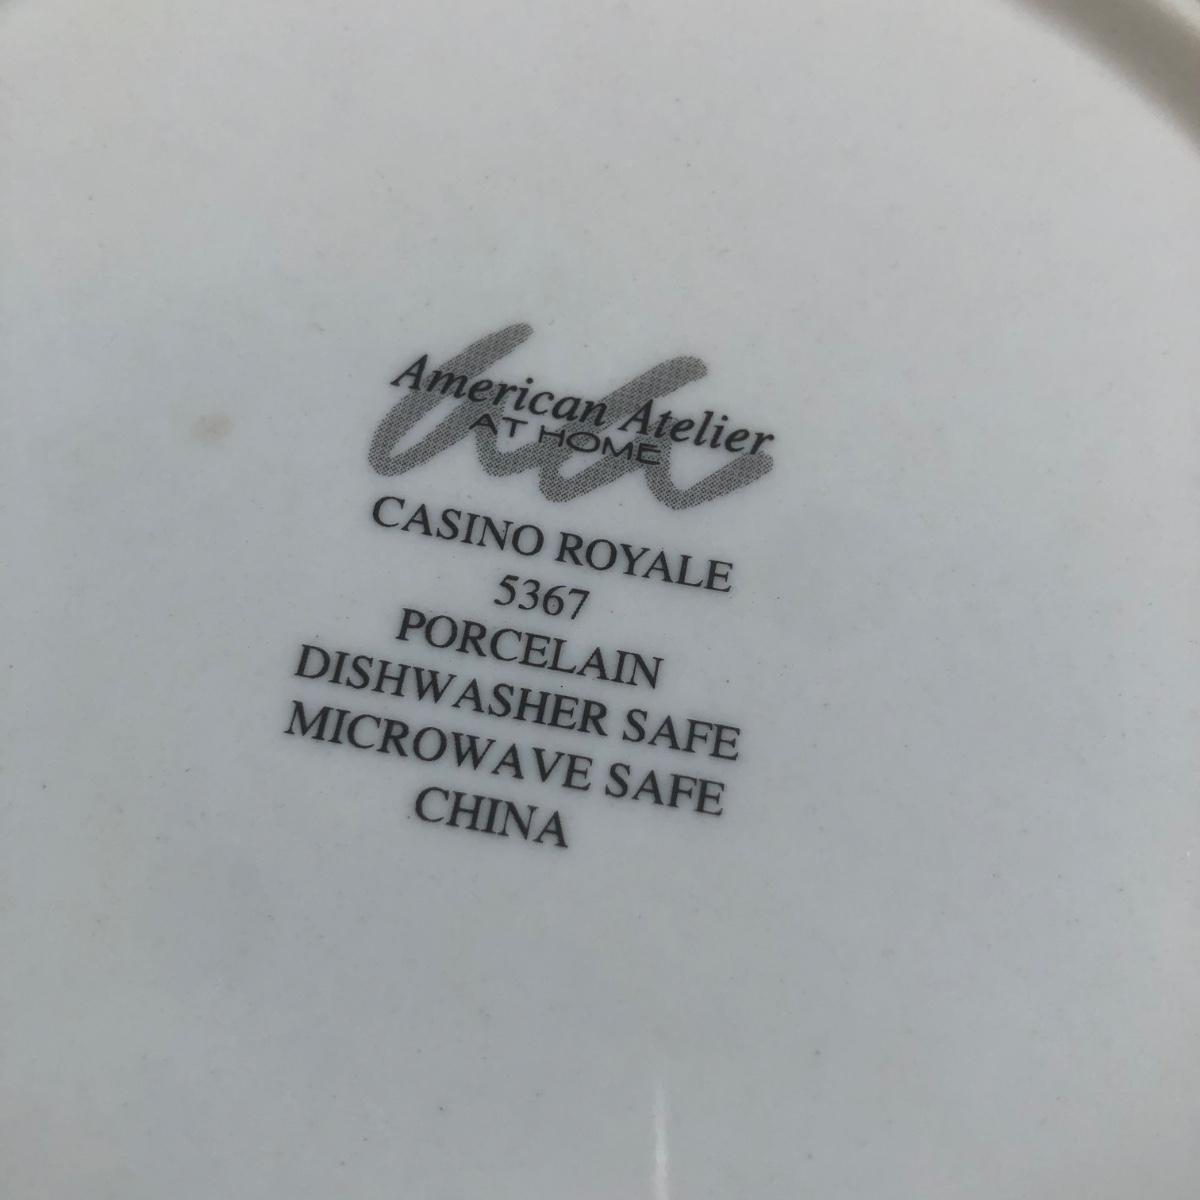 American Atelier
AT HOME
CASINO ROYALE
5367
PORCELAIN
DISHWASHER SAFE
MICROWAVE SAFE
CHINA